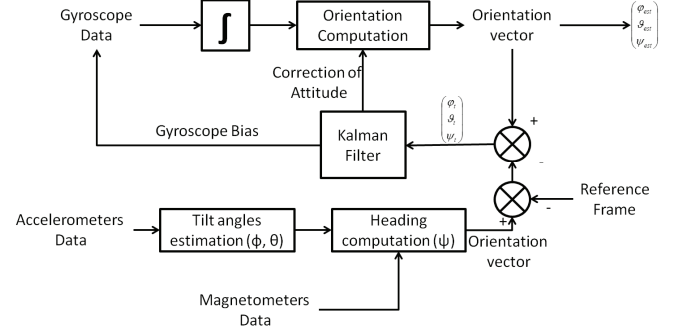 Gyroscope
Data
∫
Orientation
Computation
Orientation
vector
φest
ϑest
ψest
Correction of
Attitude
φt
ϑt
ψt
+
Gyroscope Bias
Kalman
Filter
-
Reference
Frame
-
+
Accelerometers
Data
Tilt angles
estimation (ϕ, θ)
Heading
computation (ψ)
Orientation
vector
Magnetometers
Data